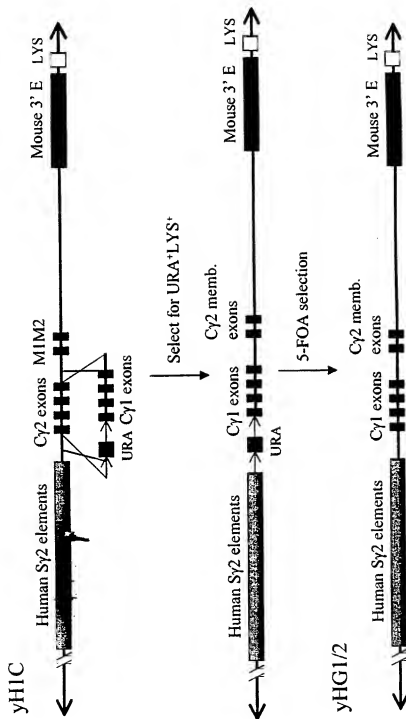 yH1C
Human Sγ2 elements
Cγ2 exons
M1M2
Mouse 3' E
LYS
URA
Cγ1 exons
Select for URA⁺LYS⁺
Human Sγ2 elements
URA
Cγ1 exons
Cγ2 memb.
exons
Mouse 3' E
LYS
5-FOA selection
yHG1/2
Human Sγ2 elements
Cγ1 exons
Cγ2 memb.
exons
Mouse 3' E
LYS